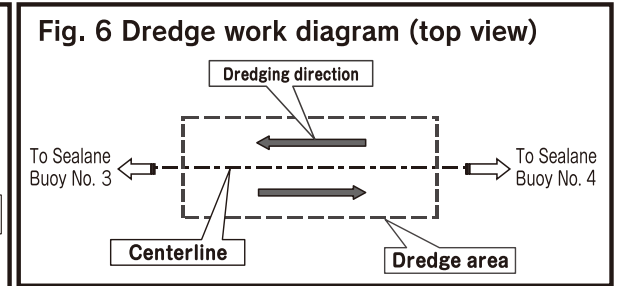 Fig. 6 Dredge work diagram (top view)
Dredging direction
To Sealane
Buoy No. 3
To Sealane
Buoy No. 4
Centerline
Dredge area